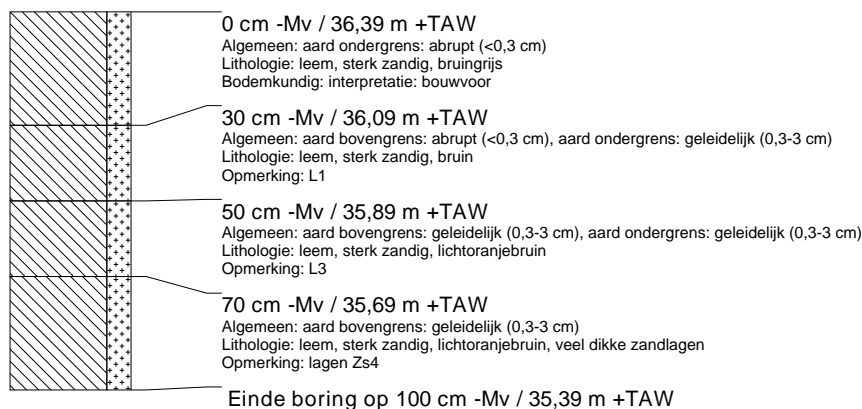 0 cm -Mv / 36,39 m +TAW
Algemeen: aard ondergrens: abrupt (<0,3 cm)
Lithologie: leem, sterk zandig, bruingrijs
Bodemkundig: interpretatie: bouwvoor
30 cm -Mv / 36,09 m +TAW
Algemeen: aard bovengrens: abrupt (<0,3 cm), aard ondergrens: geleidelijk (0,3-3 cm)
Lithologie: leem, sterk zandig, bruin
Opmerking: L1
50 cm -Mv / 35,89 m +TAW
Algemeen: aard bovengrens: geleidelijk (0,3-3 cm), aard ondergrens: geleidelijk (0,3-3 cm)
Lithologie: leem, sterk zandig, lichtoranjebruin
Opmerking: L3
70 cm -Mv / 35,69 m +TAW
Algemeen: aard bovengrens: geleidelijk (0,3-3 cm)
Lithologie: leem, sterk zandig, lichtoranjebruin, veel dikke zandlagen
Opmerking: lagen Zs4
Einde boring op 100 cm -Mv / 35,39 m +TAW